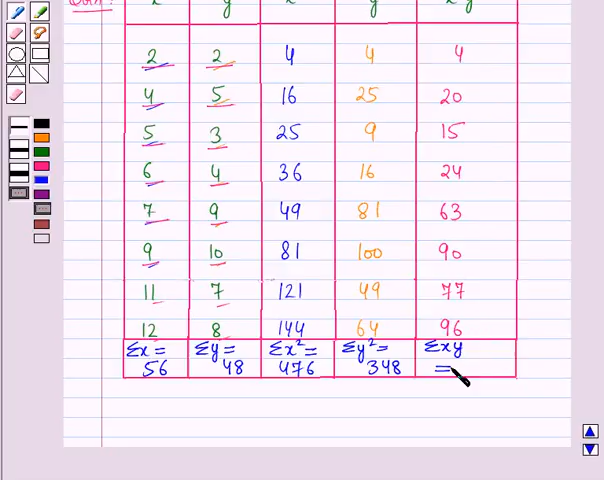 Soln:
x y x² y² xy
2 2 4 4 4
4 5 16 25 20
5 3 25 9 15
6 4 36 16 24
7 9 49 81 63
9 10 81 100 90
11 7 121 49 77
12 8 144 64 96
Σx = Σy = Σx² = Σy² = Σxy
56 48 476 348 =